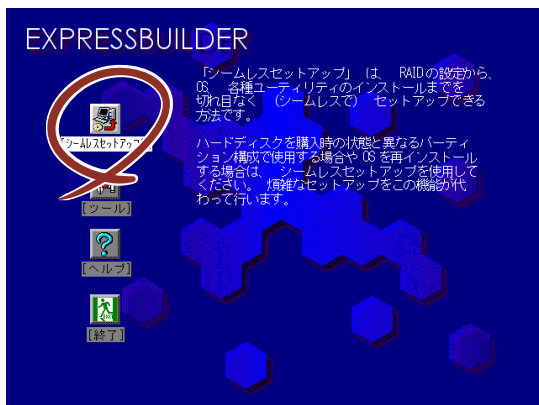 EXPRESSBUILDER
「シームレスセットアップ」 は、 RAIDの設定から、
OS、 各種ユーティリティのインストールまでを
切れ目なく (シームレスで) セットアップできる
方法です。
ハードディスクを購入時の状態と異なるパーティ
ション構成で使用する場合や OSを再インストール
する場合は、 シームレスセットアップを使用して
ください。 煩雑なセットアップをこの機能が代
わって行います。
[シームレスセットアップ]
[ツール]
[ヘルプ]
[終了]